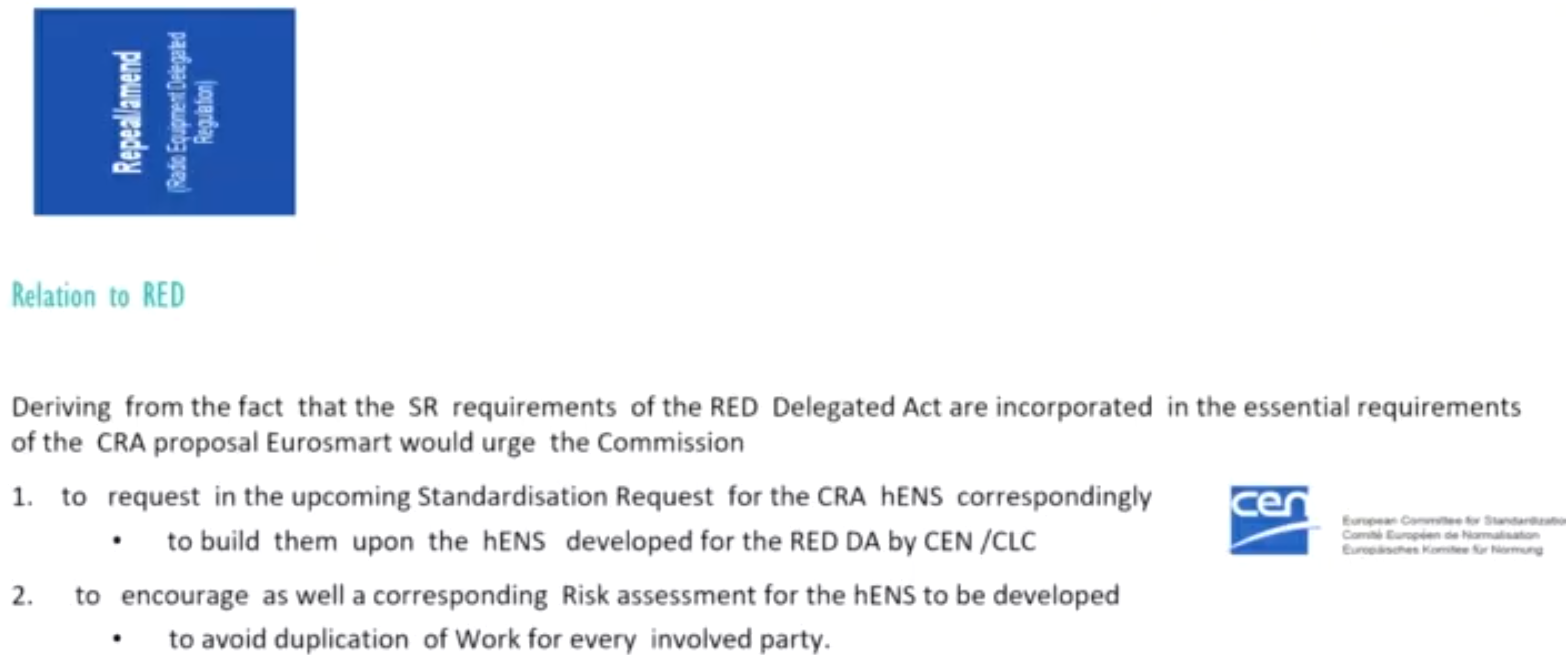 Repeal/amend
(Radio Equipment Delegated
Regulation)
Relation to RED
Deriving from the fact that the SR requirements of the RED Delegated Act are incorporated in the essential requirements
of the CRA proposal Eurosmart would urge the Commission
1. to request in the upcoming Standardisation Request for the CRA hENS correspondingly
• to build them upon the hENS developed for the RED DA by CEN /CLC
cen
European Committee for Standardizatio
Comité Européen de Normalisation
Europäisches Komitee für Normung
2. to encourage as well a corresponding Risk assessment for the hENS to be developed
• to avoid duplication of Work for every involved party.